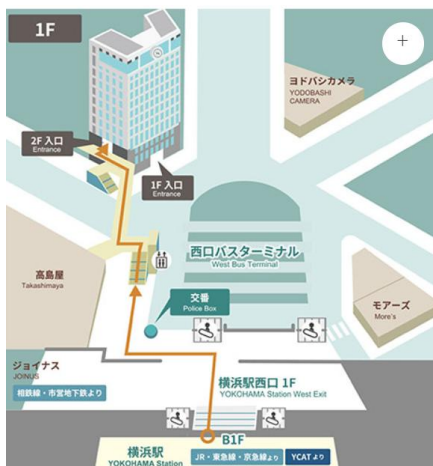 1F
+
ヨドバシカメラ
YODOBASHI
CAMERA
2F 入口
Entrance
1F 入口
Entrance
西口バスターミナル
West Bus Terminal
高島屋
Takashimaya
交番
Police Box
モアーズ
More's
ジョイナス
JOINUS
相鉄線・市営地下鉄より
横浜駅西口 1F
YOKOHAMA Station West Exit
B1F
横浜駅
YOKOHAMA Station
JR・東急線・京急線より
YCAT より